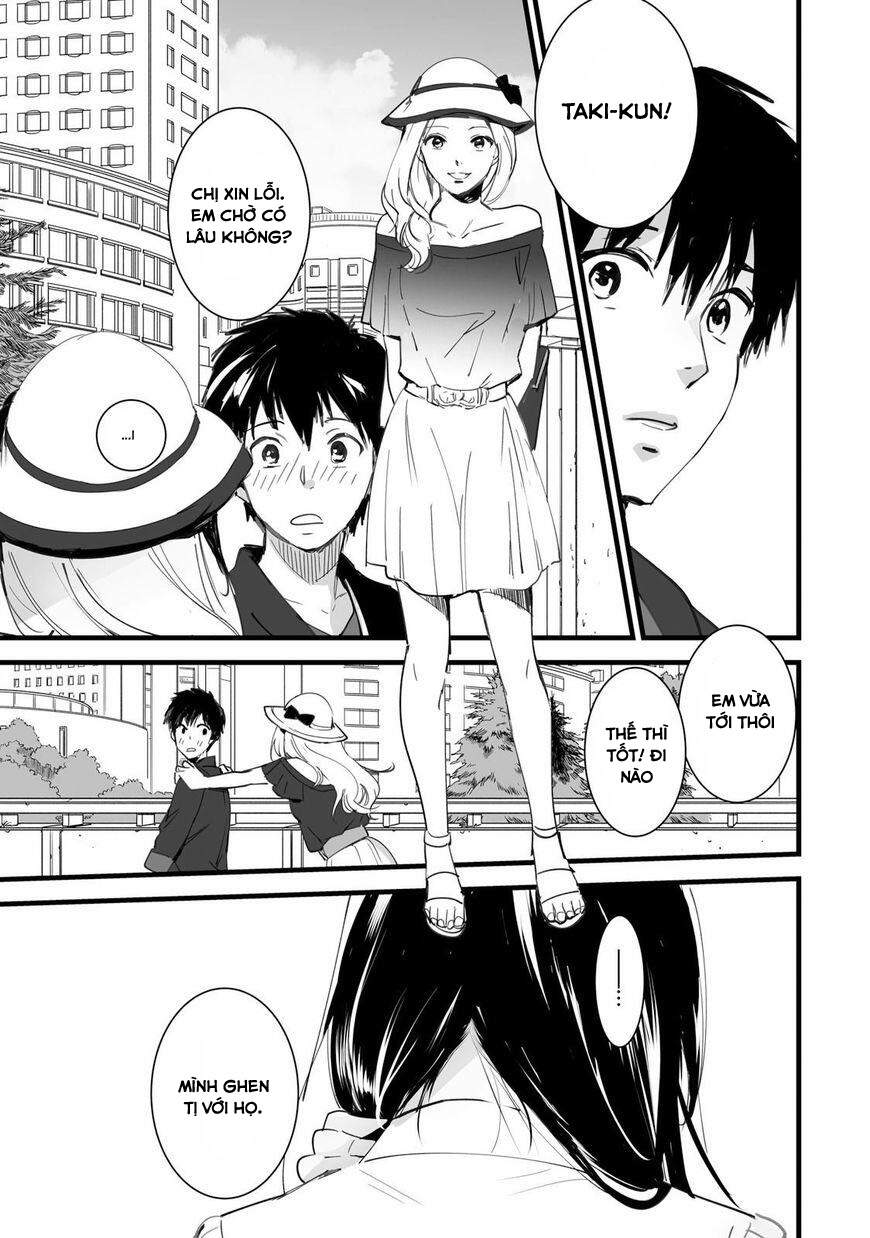 TAKI-KUN!
CHỊ XIN LỖI.
EM CHỜ CÓ
LÂU KHÔNG?
...I
EM VỪA
TỚI THÔI
THẾ THÌ
TỐT! ĐI
NÀO
...!
MÌNH GHEN
TỊ VỚI HỌ.